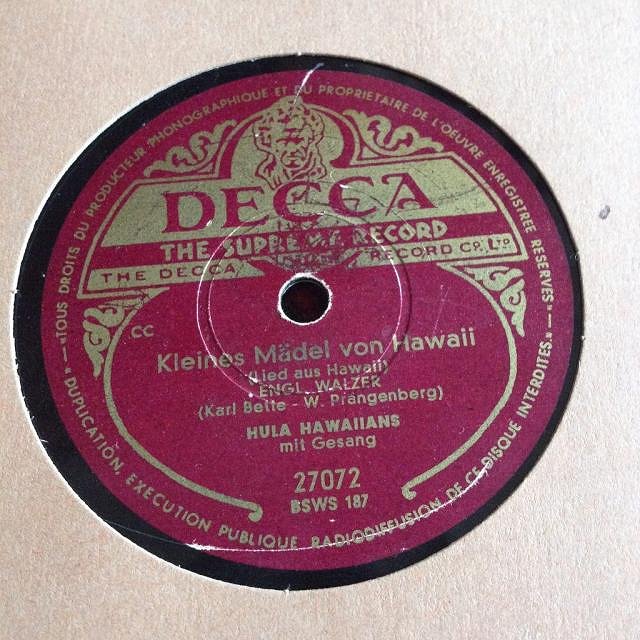 "TOUS DROITS DU PRODUCTEUR PHONOGRAPHIQUE ET DU PROPRIETAIRE DE L'OEUVRE ENREGISTREE RESERVES"
DECCA
THE SUPREME RECORD
THE DECCA RECORD CO. LTD
CC
Kleines Mädel von Hawaii
(Lied aus Hawaii)
ENGL. WALZER
(Karl Bette - W. Prangenberg)
HULA HAWAIIANS
mit Gesang
27072
BSWS 187
"DUPLICATION, EXECUTION PUBLIQUE RADIODIFFUSION DE CE DISQUE INTERDITES"